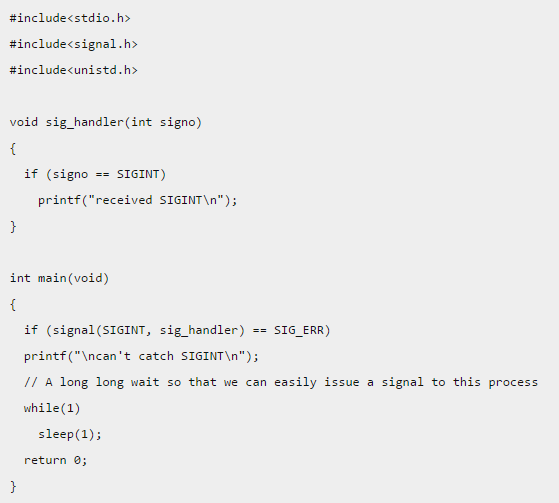 #include<stdio.h>
#include<signal.h>
#include<unistd.h>
void sig_handler(int signo)
{
  if (signo == SIGINT)
    printf("received SIGINT\n");
}
int main(void)
{
  if (signal(SIGINT, sig_handler) == SIG_ERR)
  printf("\ncan't catch SIGINT\n");
  // A long long wait so that we can easily issue a signal to this process
  while(1)
    sleep(1);
  return 0;
}